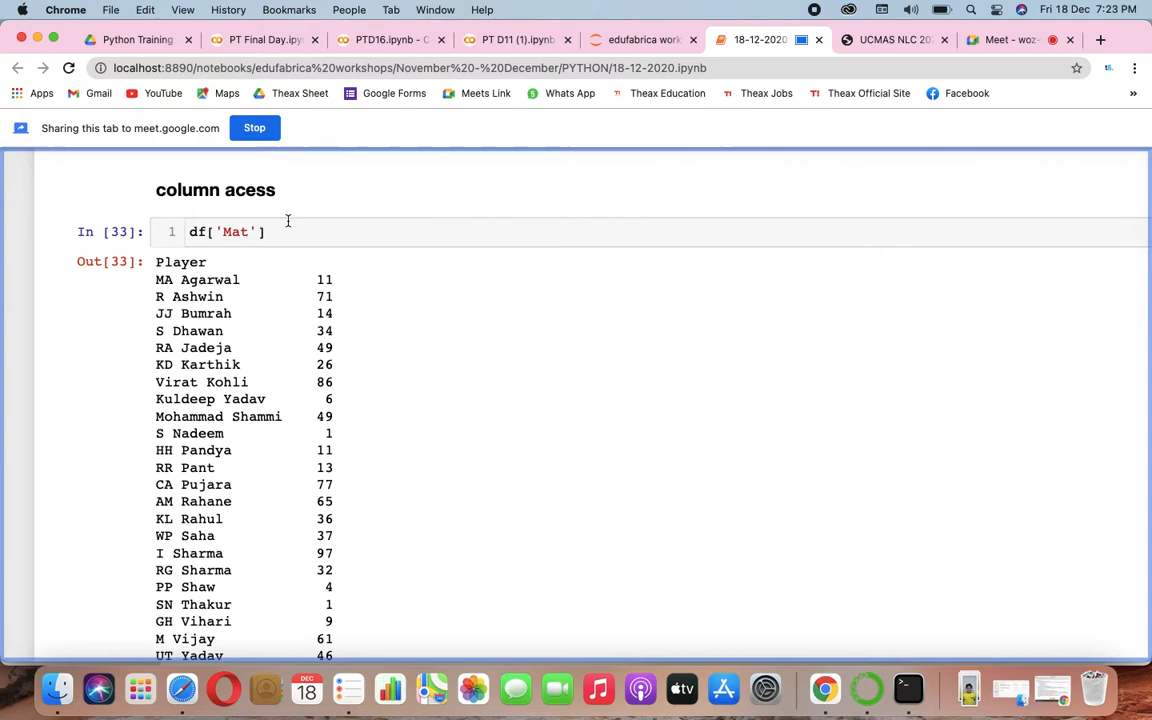 Chrome File Edit View History Bookmarks People Tab Window Help Fri 18 Dec 7:23 PM
Python Training PT Final Day.ipyn PTD16.ipynb - C PT D11 (1).ipynb edufabrica work 18-12-2020 UCMAS NLC 20 Meet - woz-
localhost:8890/notebooks/edufabrica%20workshops/November%20-%20December/PYTHON/18-12-2020.ipynb
Apps Gmail YouTube Maps Theax Sheet Google Forms Meets Link Whats App Theax Education Theax Jobs Theax Official Site Facebook »
Sharing this tab to meet.google.com Stop
column acess
In [33]: 1 df['Mat']
Out[33]: Player
MA Agarwal 11
R Ashwin 71
JJ Bumrah 14
S Dhawan 34
RA Jadeja 49
KD Karthik 26
Virat Kohli 86
Kuldeep Yadav 6
Mohammad Shammi 49
S Nadeem 1
HH Pandya 11
RR Pant 13
CA Pujara 77
AM Rahane 65
KL Rahul 36
WP Saha 37
I Sharma 97
RG Sharma 32
PP Shaw 4
SN Thakur 1
GH Vihari 9
M Vijay 61
UT Yadav 46
DEC
18
tv